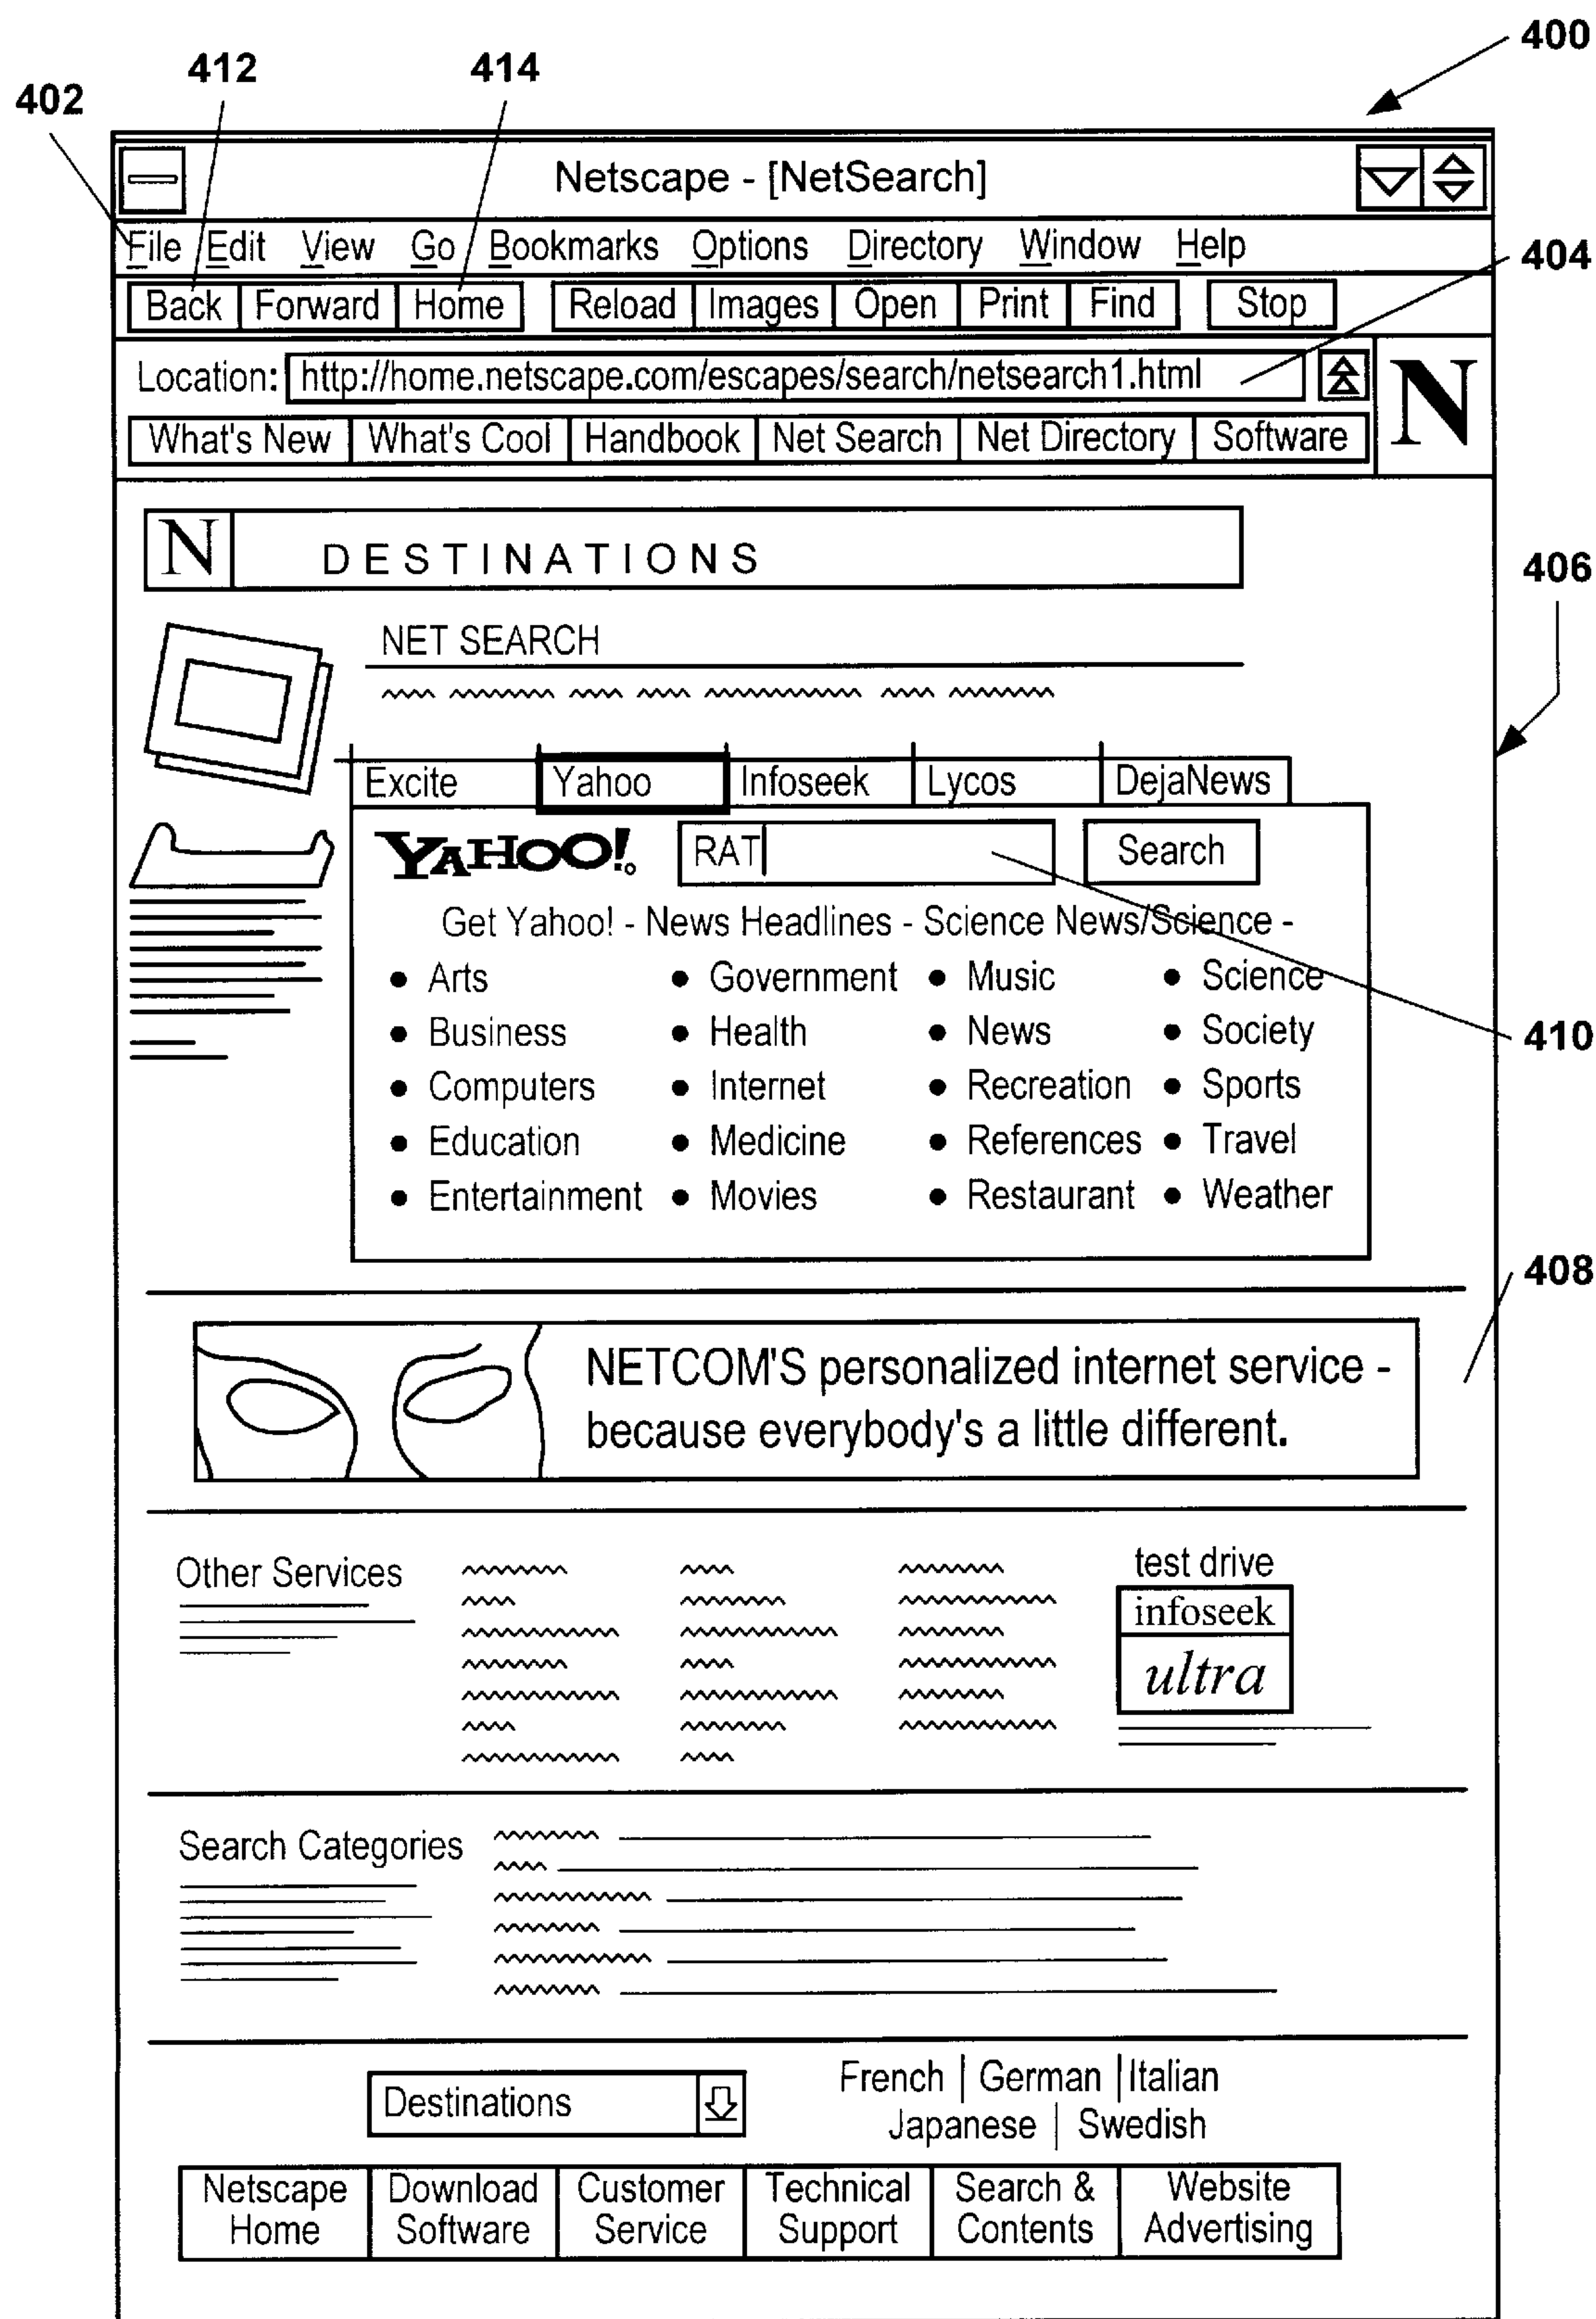 400
412 414
402
Netscape - [NetSearch]
File Edit View Go Bookmarks Options Directory Window Help
404
Back Forward Home Reload Images Open Print Find Stop
Location: http://home.netscape.com/escapes/search/netsearch1.html
N
What's New What's Cool Handbook Net Search Net Directory Software
N DESTINATIONS
406
NET SEARCH
Excite Yahoo Infoseek Lycos DejaNews
YAHOO! RAT Search
Get Yahoo! - News Headlines - Science News/Science -
• Arts • Government • Music • Science
• Business • Health • News • Society
410
• Computers • Internet • Recreation • Sports
• Education • Medicine • References • Travel
• Entertainment • Movies • Restaurant • Weather
408
NETCOM'S personalized internet service -
because everybody's a little different.
Other Services
test drive
infoseek
ultra
Search Categories
Destinations
French | German | Italian
Japanese | Swedish
Netscape Home
Download Software
Customer Service
Technical Support
Search & Contents
Website Advertising